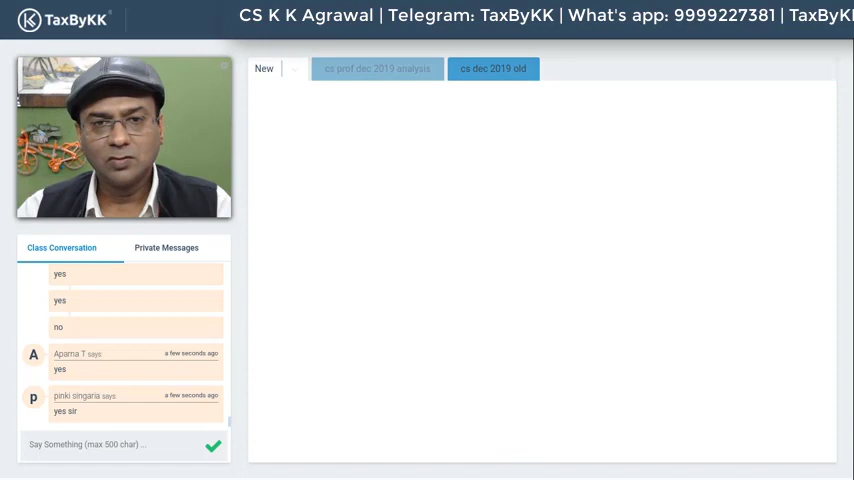 TaxByKK®
CS K K Agrawal | Telegram: TaxByKK | What's app: 9999227381 | TaxByK
New
cs prof dec 2019 analysis
cs dec 2019 old
Class Conversation
Private Messages
yes
yes
no
A
Aparna T says:
a few seconds ago
yes
p
pinki singaria says:
a few seconds ago
yes sir
Say Something (max 500 char) ...